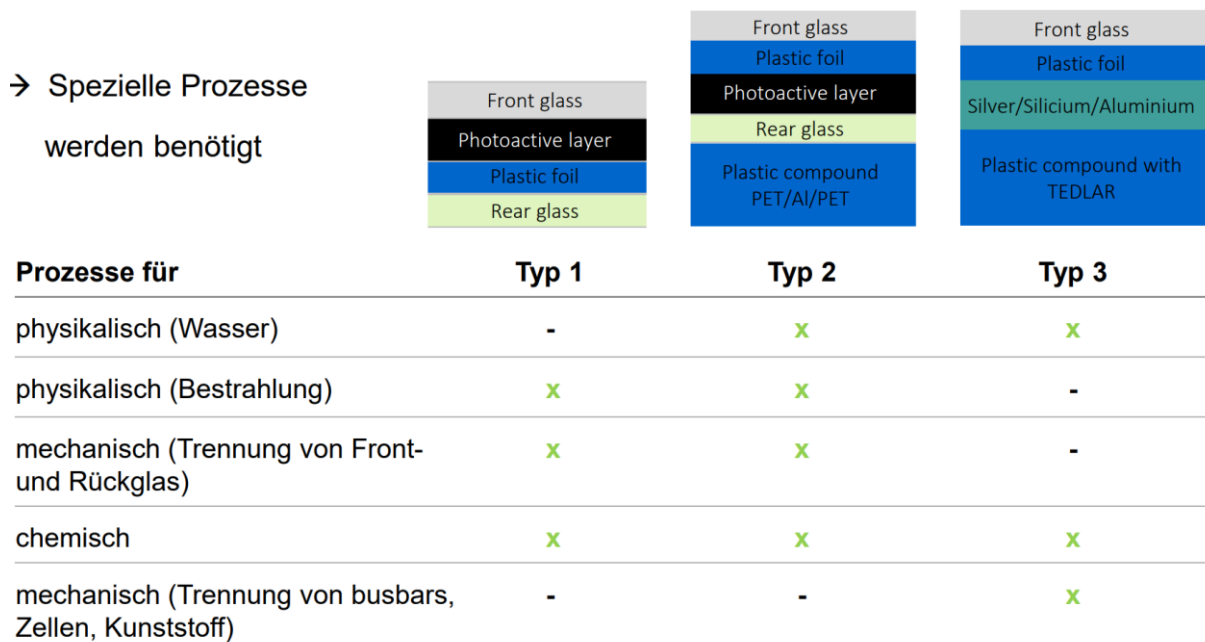 → Spezielle Prozesse
werden benötigt
Front glass
Photoactive layer
Plastic foil
Rear glass
Front glass
Plastic foil
Photoactive layer
Rear glass
Plastic compound
PET/Al/PET
Front glass
Plastic foil
Silver/Silicium/Aluminium
Plastic compound with
TEDLAR
Prozesse für Typ 1 Typ 2 Typ 3
physikalisch (Wasser) - x x
physikalisch (Bestrahlung) x x -
mechanisch (Trennung von Front- x x -
und Rückglas)
chemisch x x x
mechanisch (Trennung von busbars, - - x
Zellen, Kunststoff)